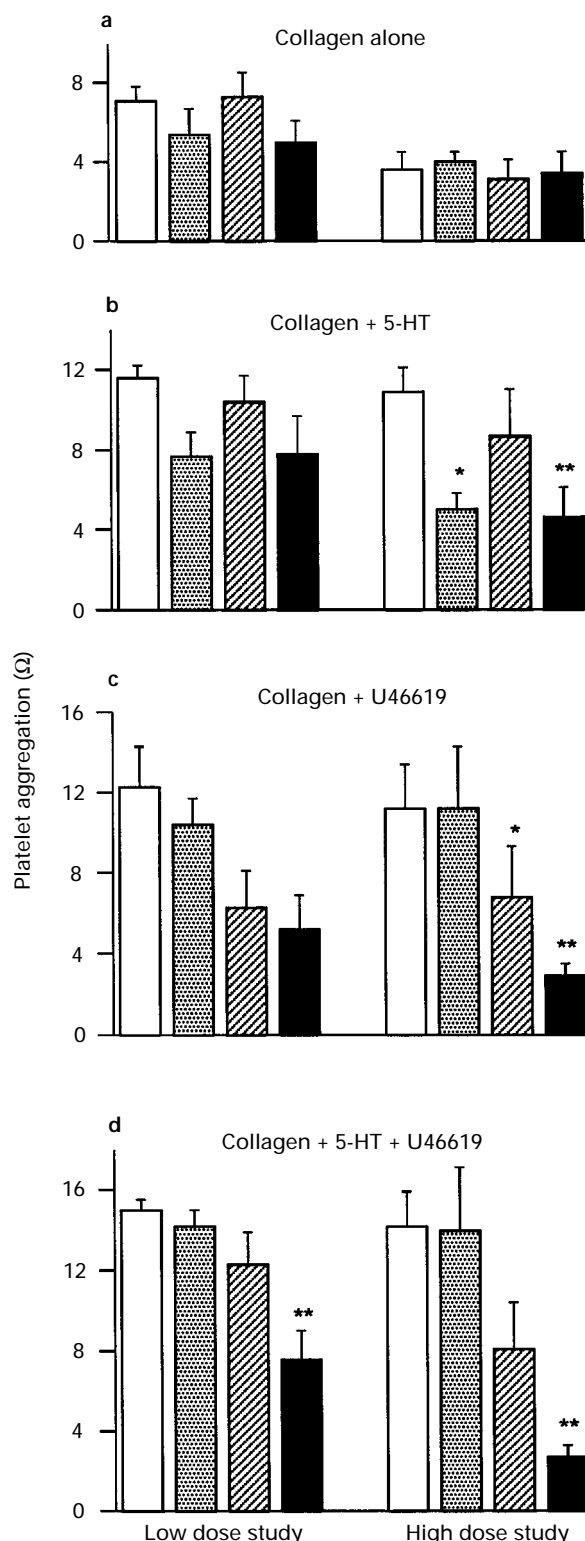 a
Collagen alone
8
4
0
b
Collagen + 5-HT
12
8
4
*
**
0
Platelet aggregation (Ω)
c
Collagen + U46619
16
12
8
*
4
**
0
d
Collagen + 5-HT + U46619
16
12
8
**
4
**
0
Low dose study High dose study